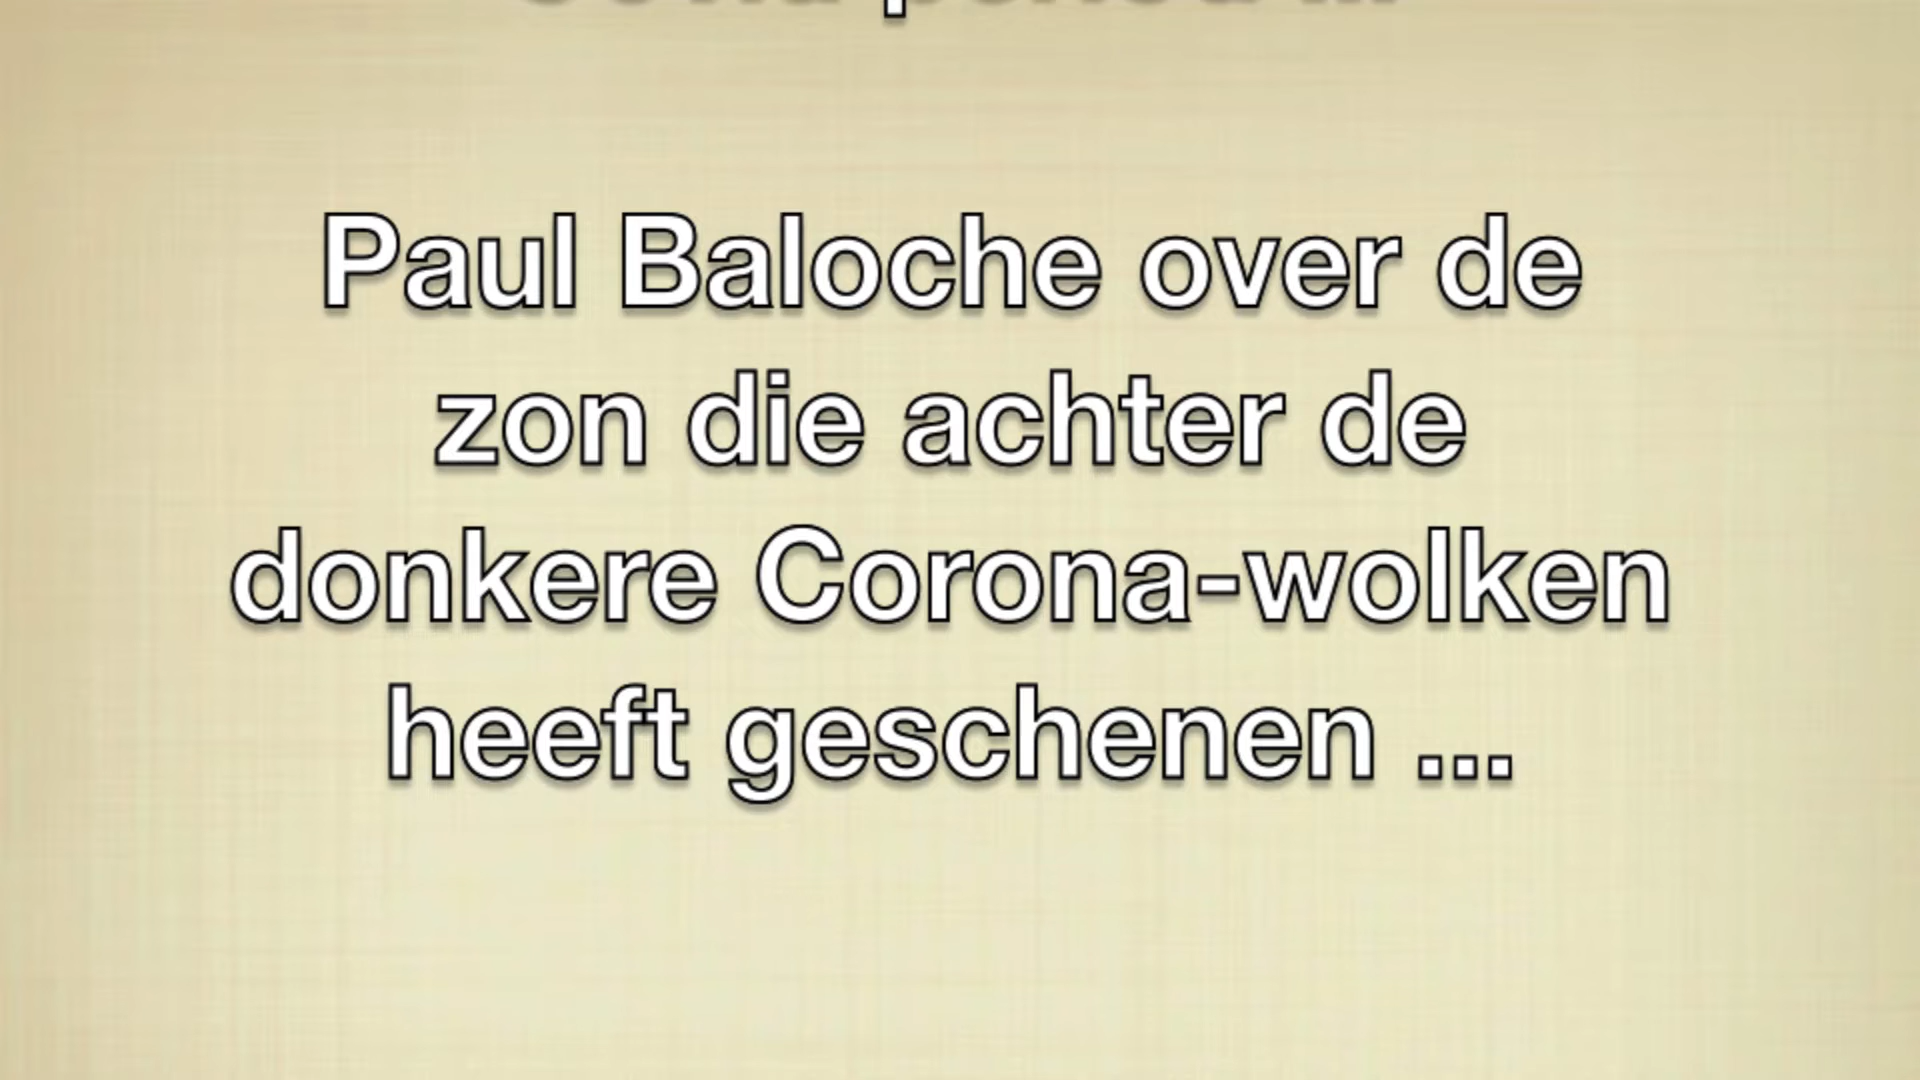 Paul Baloche over de
zon die achter de
donkere Corona-wolken
heeft geschenen ...